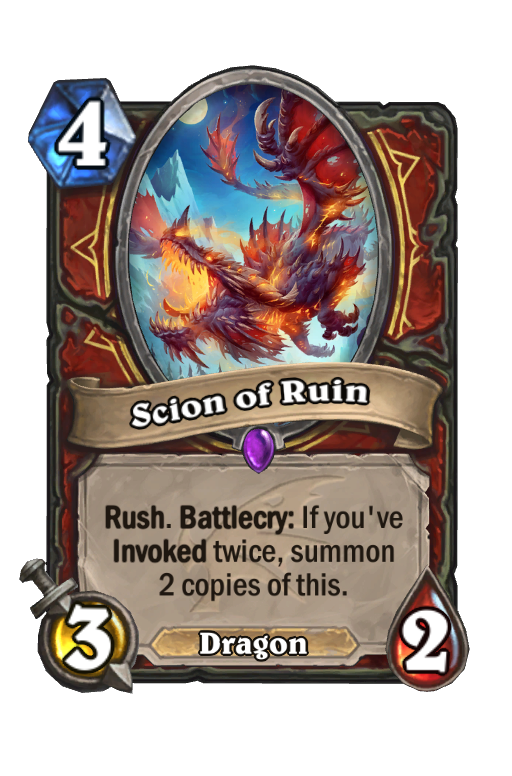 4
Scion of Ruin
Rush. Battlecry: If you've
Invoked twice, summon
2 copies of this.
3
Dragon
2